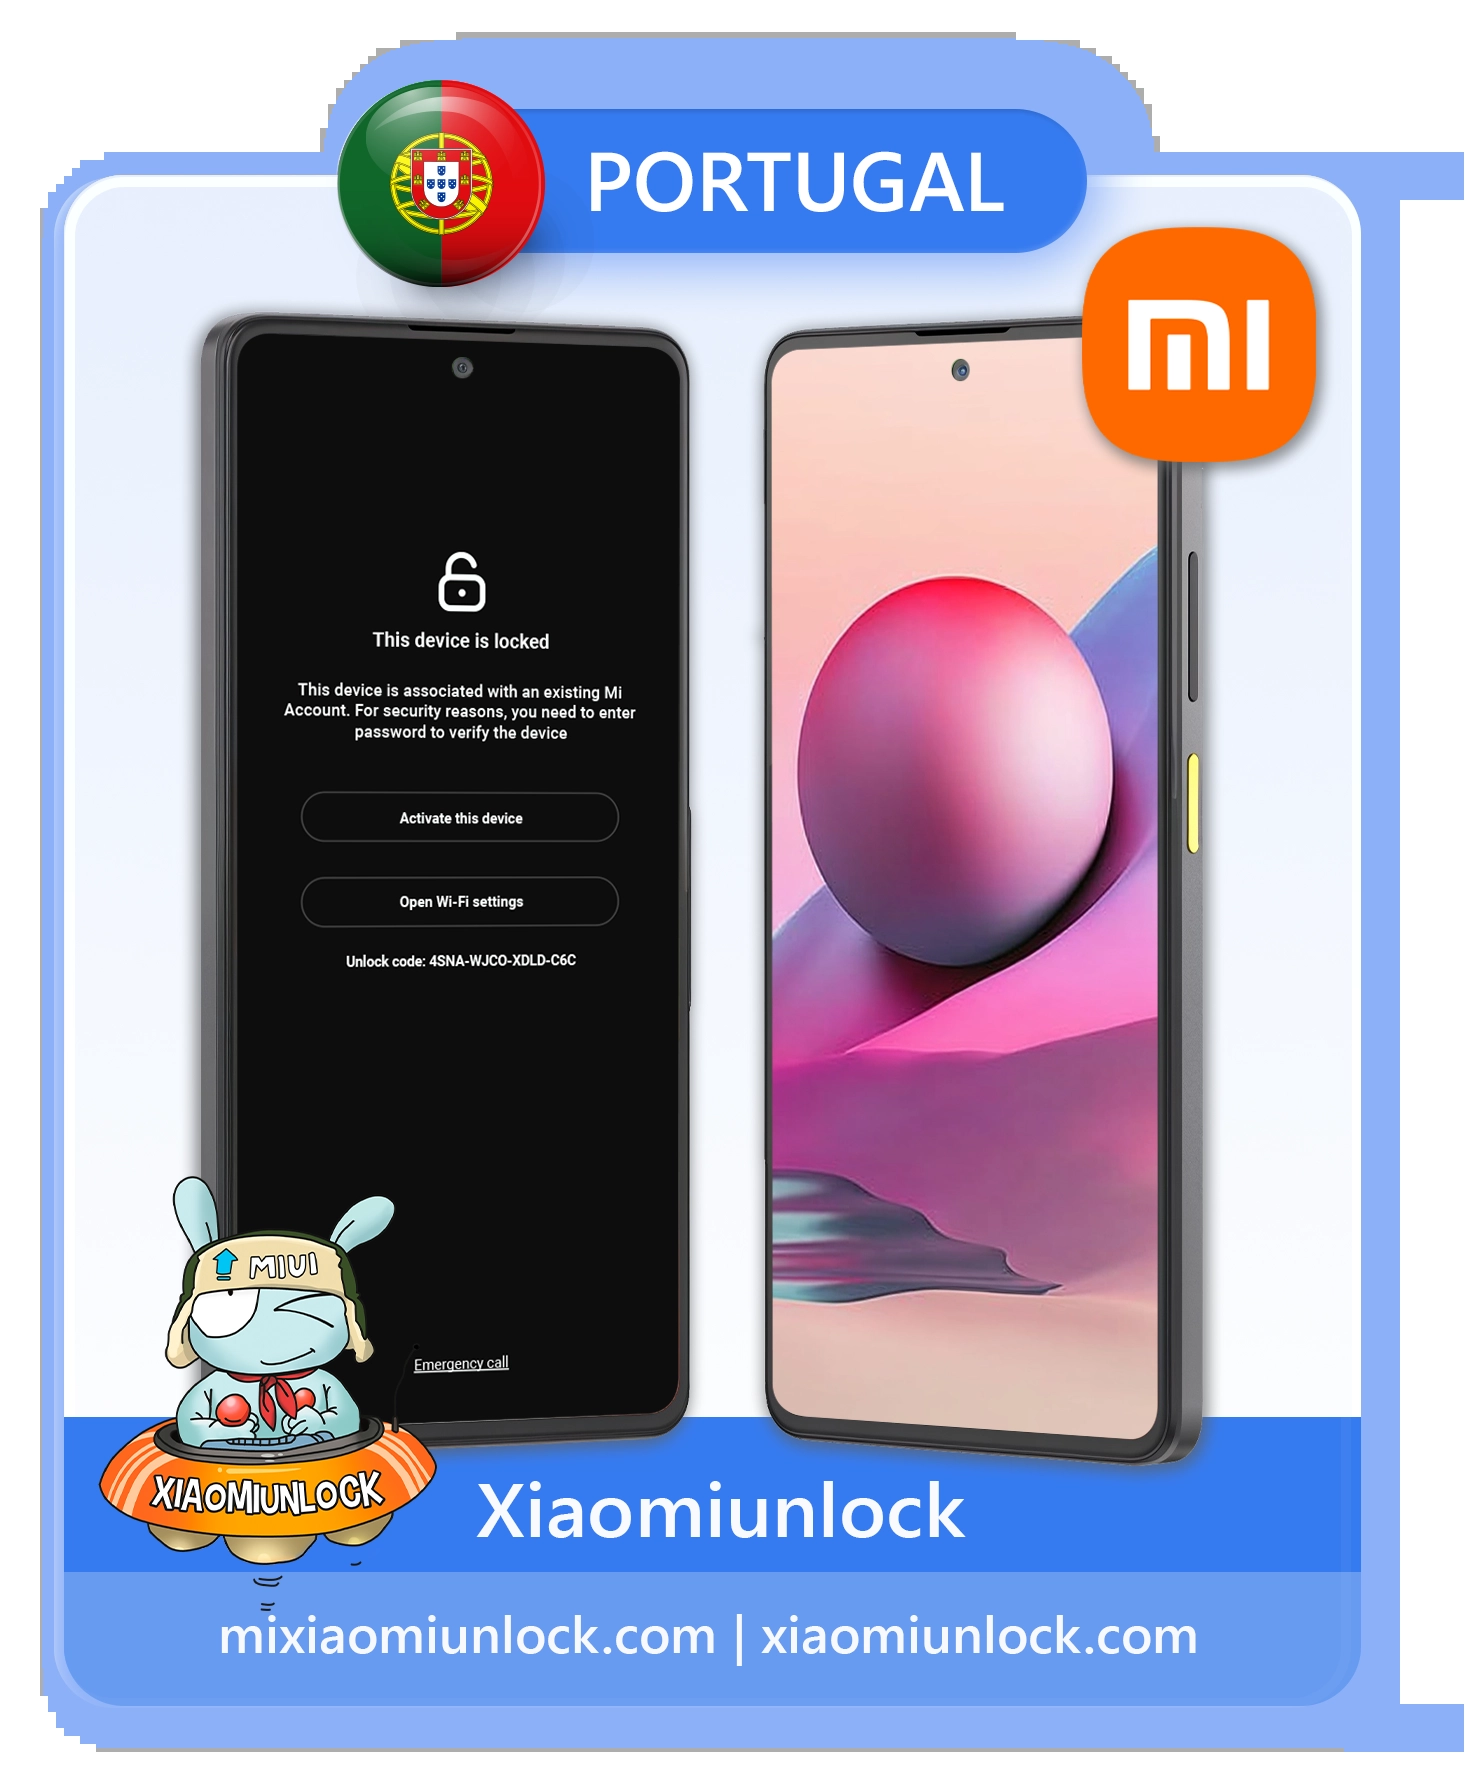 PORTUGAL
mi
This device is locked
This device is associated with an existing Mi
Account. For security reasons, you need to enter
password to verify the device
Activate this device
Open Wi-Fi settings
Unlock code: 4SNA-WJCO-XDLD-C6C
MIUI
Emergency call
XIAOMIUNLOCK
Xiaomiunlock
mixiaomiunlock.com | xiaomiunlock.com